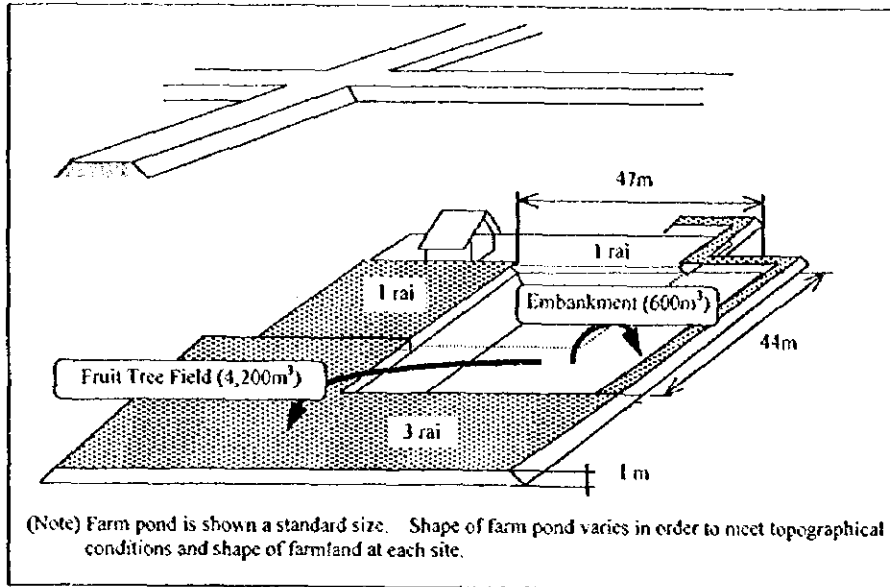 47m
1 rai
1 rai
Embankment (600m³)
44m
Fruit Tree Field (4,200m³)
3 rai
1 m
(Note) Farm pond is shown a standard size. Shape of farm pond varies in order to meet topographical
conditions and shape of farmland at each site.